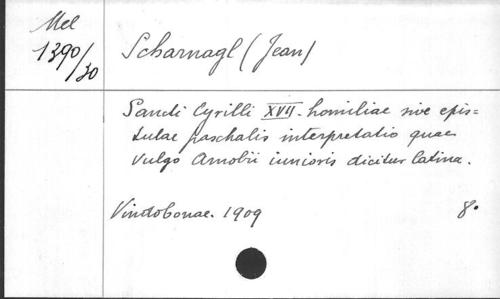 Mel
1390/30
Scharnagl (Jean)
Sancti Cyrilli XVII. homiliae sive epis=
tulae paschalis interpretatio quae
vulgo Arnobii iunioris dicitur latina.
Vindobonae. 1909 8°